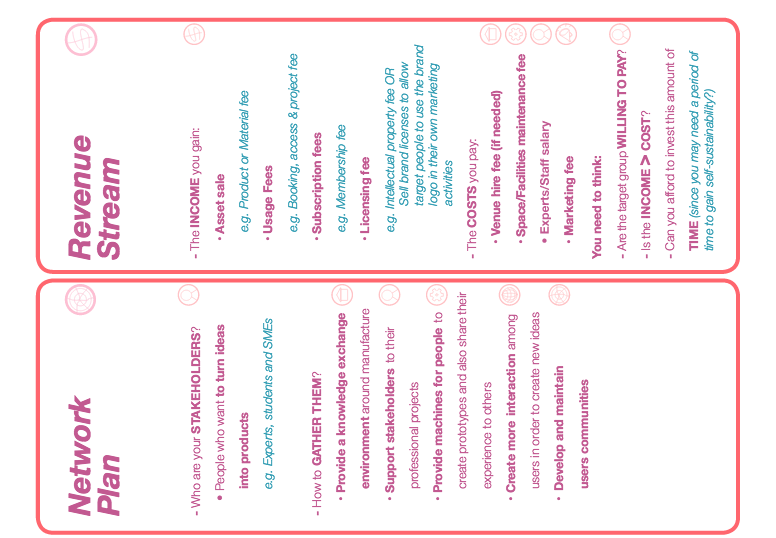 Network
Plan
- Who are your STAKEHOLDERS?
• People who want to turn ideas
into products
e.g. Experts, students and SMEs
- How to GATHER THEM?
• Provide a knowledge exchange
environment around manufacture
• Support stakeholders to their
professional projects
• Provide machines for people to
create prototypes and also share their
experience to others
• Create more interaction among
users in order to create new ideas
• Develop and maintain
users communities
Revenue
Stream
- The INCOME you gain:
• Asset sale
e.g. Product or Material fee
• Usage Fees
e.g. Booking, access & project fee
• Subscription fees
e.g. Membership fee
• Licensing fee
e.g. Intellectual property fee OR
Sell brand licenses to allow
target people to use the brand
logo in their own marketing
activities
- The COSTS you pay:
• Venue hire fee (if needed)
• Space/Facilities maintenance fee
• Experts/Staff salary
• Marketing fee
You need to think:
- Are the target group WILLING TO PAY?
- Is the INCOME > COST?
- Can you afford to invest this amount of
TIME (since you may need a period of
time to gain self-sustainability?)